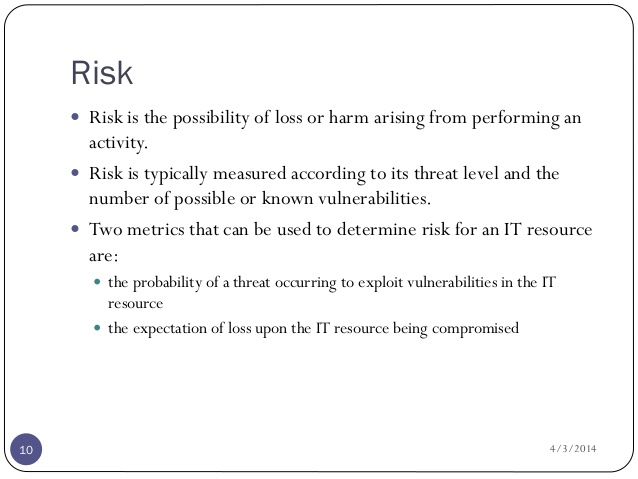 Risk
Risk is the possibility of loss or harm arising from performing an
activity.
Risk is typically measured according to its threat level and the
number of possible or known vulnerabilities.
Two metrics that can be used to determine risk for an IT resource
are:
the probability of a threat occurring to exploit vulnerabilities in the IT
resource
the expectation of loss upon the IT resource being compromised
10
4/3/2014